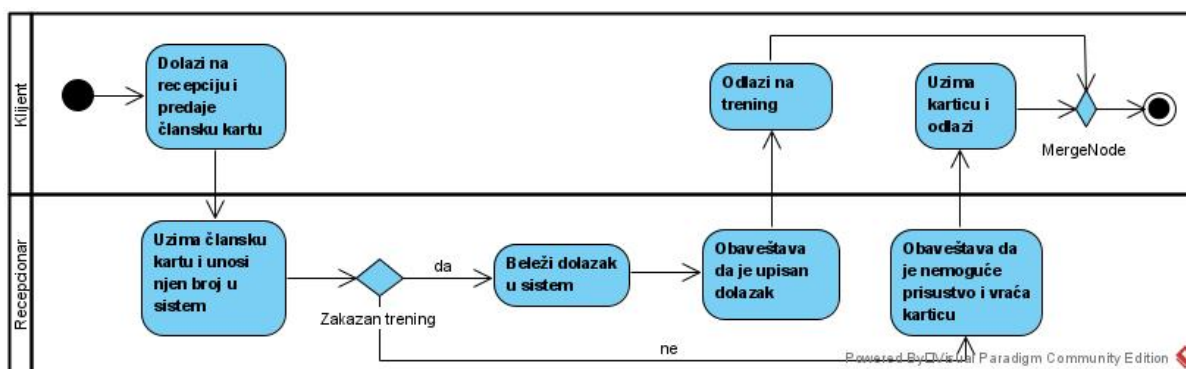 Klijent
Dolazi na
recepciju i
predaje
člansku kartu
Odlazi na
trening
Uzima
karticu i
odlazi
MergeNode
Recepcionar
Uzima člansku
kartu i unosi
njen broj u
sistem
Zakazan trening
da
Beleži dolazak
u sistem
Obaveštava
da je upisan
dolazak
Obaveštava da
je nemoguće
prisustvo i vraća
karticu
ne
Powered By Visual Paradigm Community Edition